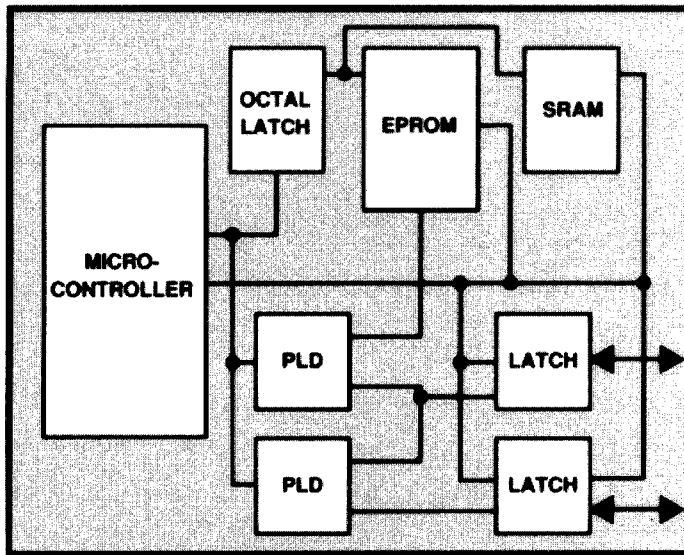 OCTAL
LATCH
EPROM
SRAM
MICRO-
CONTROLLER
PLD
LATCH
PLD
LATCH